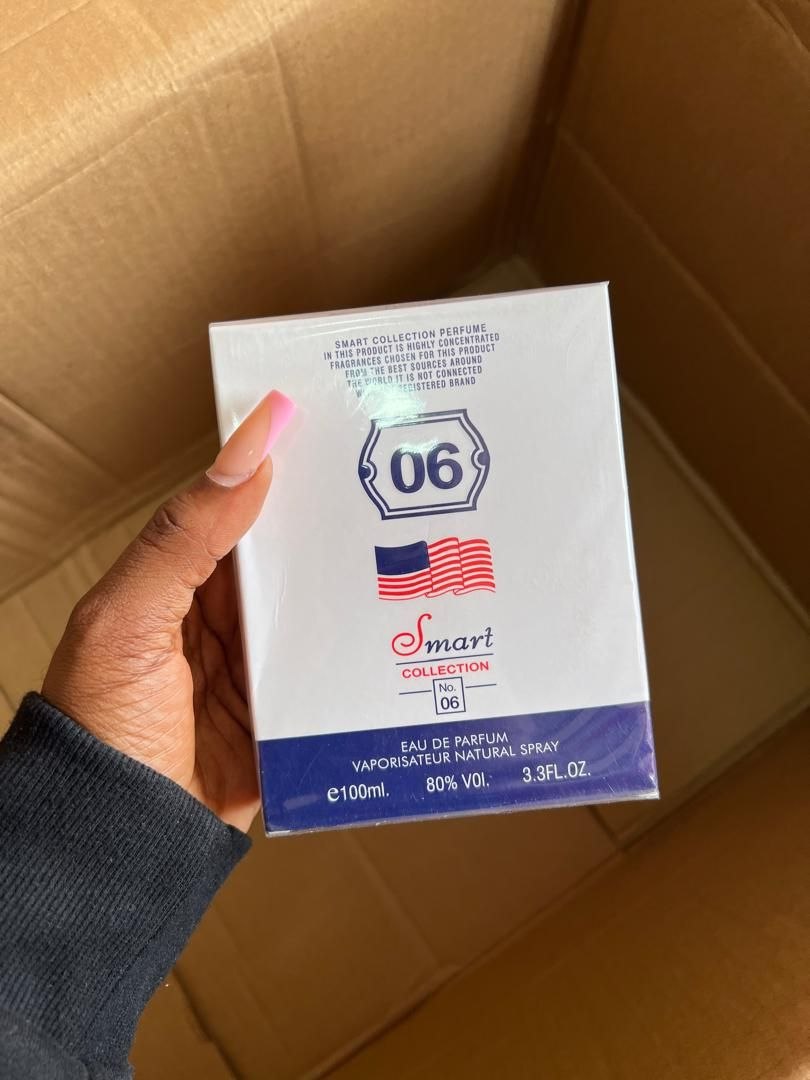 SMART COLLECTION PERFUME
IN THIS PRODUCT IS HIGHLY CONCENTRATED
FRAGRANCES CHOSEN FOR THIS PRODUCT
FROM THE BEST SOURCES AROUND
THE WORLD IT IS NOT CONNECTED
REGISTERED BRAND
06
Smart
COLLECTION
No.
06
EAU DE PARFUM
VAPORISATEUR NATURAL SPRAY
e100ml. 80% VOl. 3.3FL.OZ.